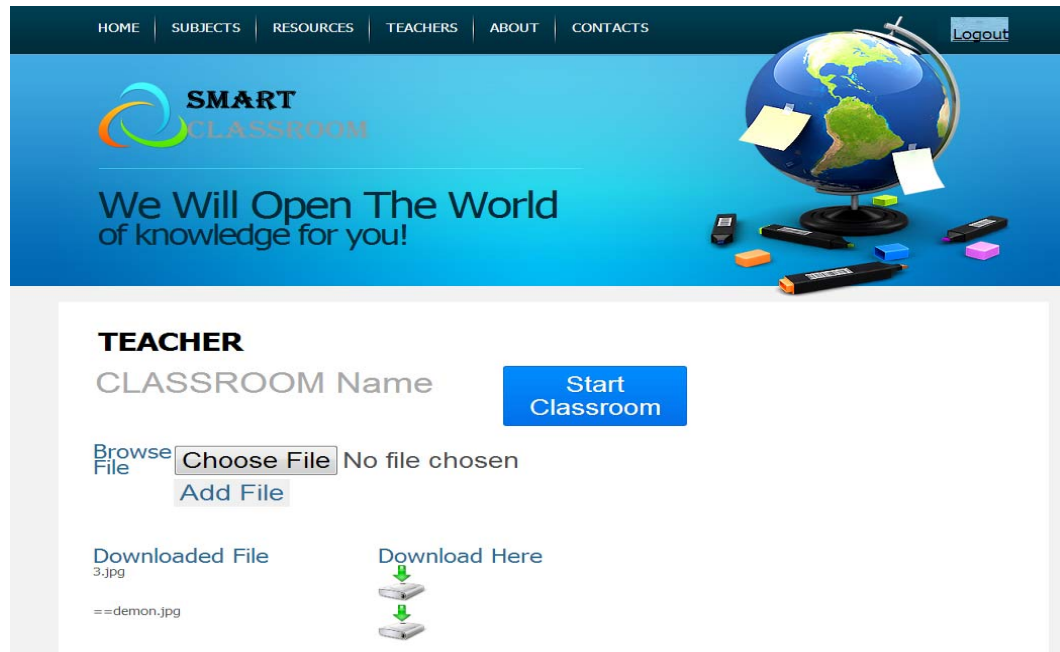 HOME SUBJECTS RESOURCES TEACHERS ABOUT CONTACTS Logout
SMART
CLASSROOM
We Will Open The World
of knowledge for you!
TEACHER
CLASSROOM Name
Start
Classroom
Browse
File
Choose File No file chosen
Add File
Downloaded File Download Here
3.jpg
==demon.jpg